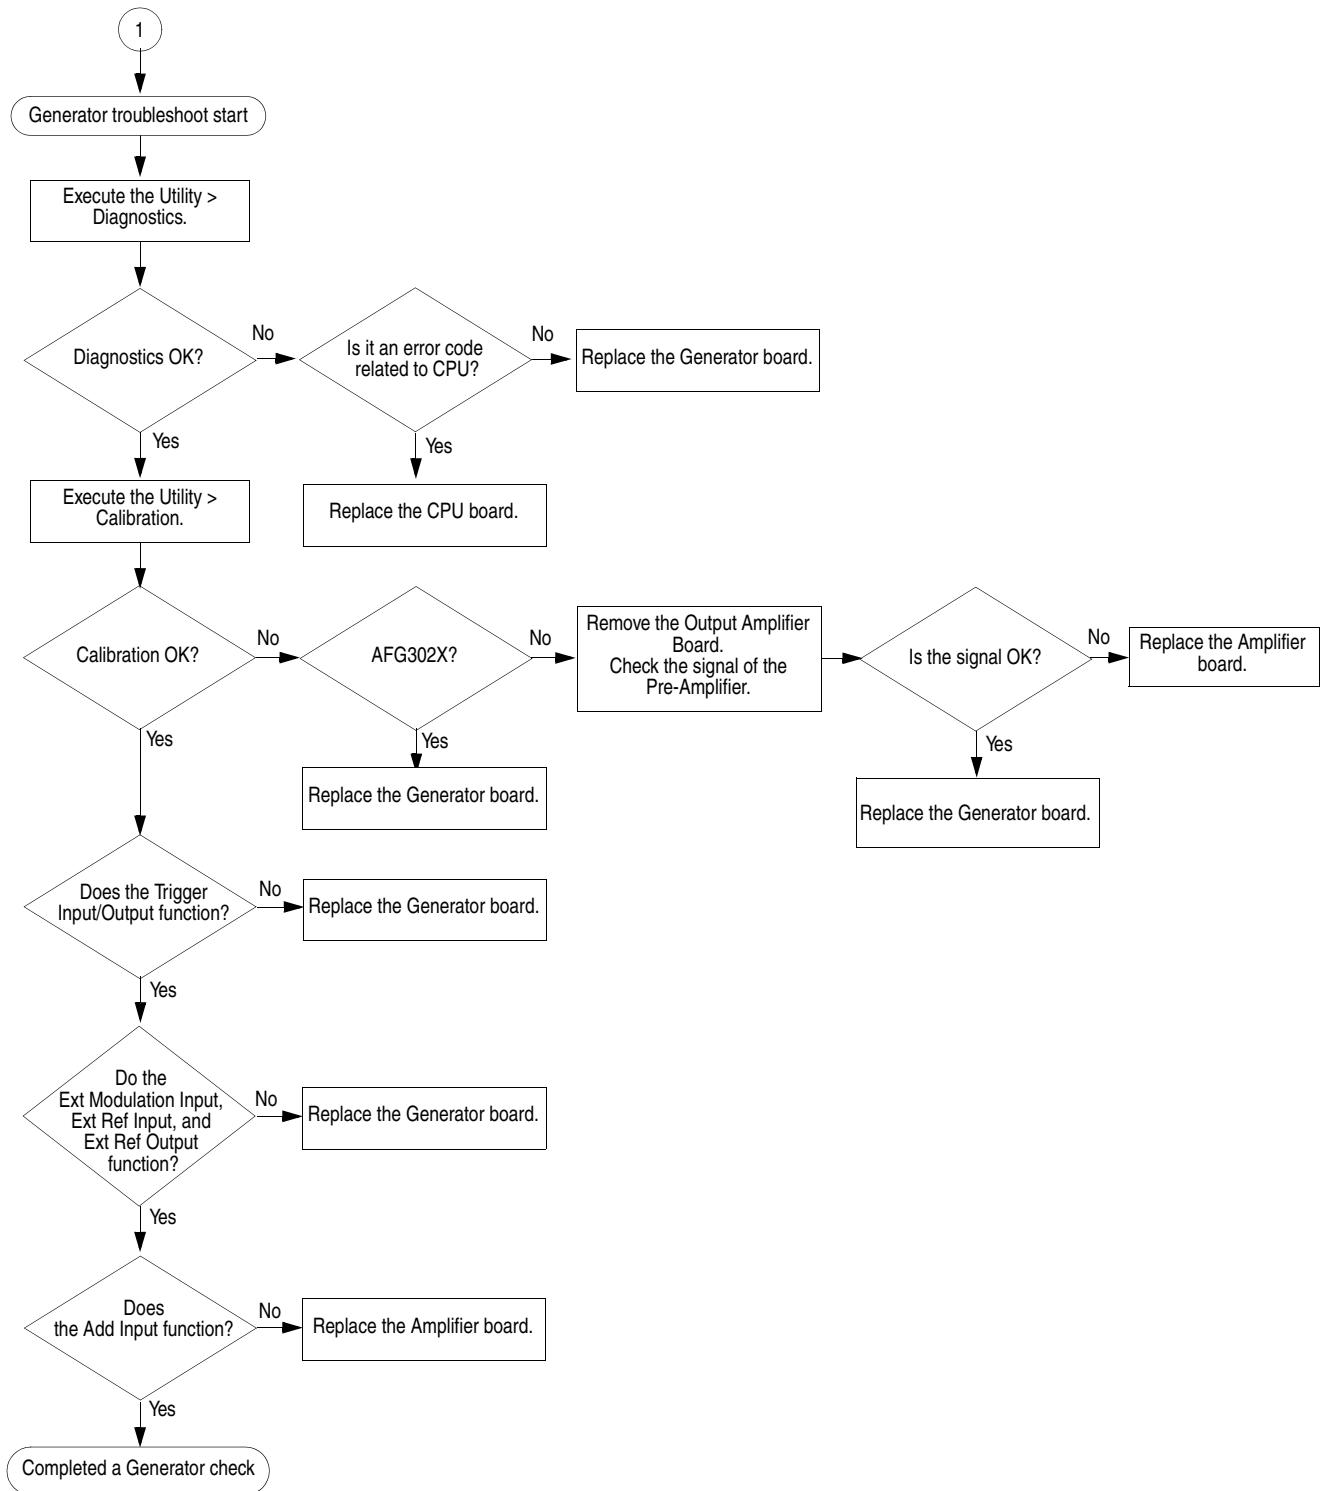 1
Generator troubleshoot start
Execute the Utility >
Diagnostics.
Diagnostics OK?
No
Is it an error code
related to CPU?
No
Replace the Generator board.
Yes
Yes
Execute the Utility >
Calibration.
Replace the CPU board.
Calibration OK?
No
AFG302X?
No
Remove the Output Amplifier
Board.
Check the signal of the
Pre-Amplifier.
Is the signal OK?
No
Replace the Amplifier
board.
Yes
Yes
Yes
Replace the Generator board.
Replace the Generator board.
Does the Trigger
Input/Output function?
No
Replace the Generator board.
Yes
Do the
Ext Modulation Input,
Ext Ref Input, and
Ext Ref Output
function?
No
Replace the Generator board.
Yes
Does
the Add Input function?
No
Replace the Amplifier board.
Yes
Completed a Generator check